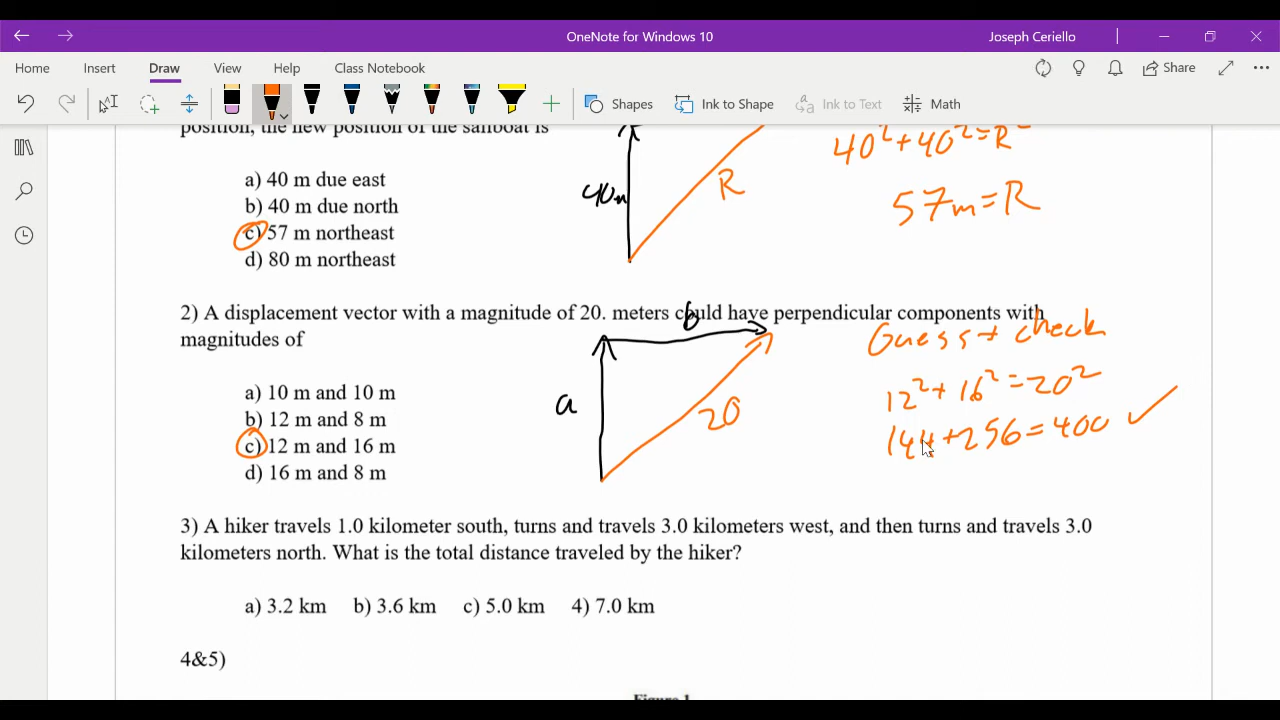 OneNote for Windows 10
Joseph Ceriello
Home Insert Draw View Help Class Notebook
Share
Shapes Ink to Shape Ink to Text Math
position, the new position of the sailboat is
40² + 40² = R²
a) 40 m due east
40m
R
57m = R
b) 40 m due north
c) 57 m northeast
d) 80 m northeast
2) A displacement vector with a magnitude of 20. meters could have perpendicular components with
magnitudes of
b
Guess + check
a) 10 m and 10 m
12² + 16² = 20²
a
20
b) 12 m and 8 m
144 + 256 = 400 ✓
c) 12 m and 16 m
d) 16 m and 8 m
3) A hiker travels 1.0 kilometer south, turns and travels 3.0 kilometers west, and then turns and travels 3.0
kilometers north. What is the total distance traveled by the hiker?
a) 3.2 km b) 3.6 km c) 5.0 km 4) 7.0 km
4&5)
Figure 1